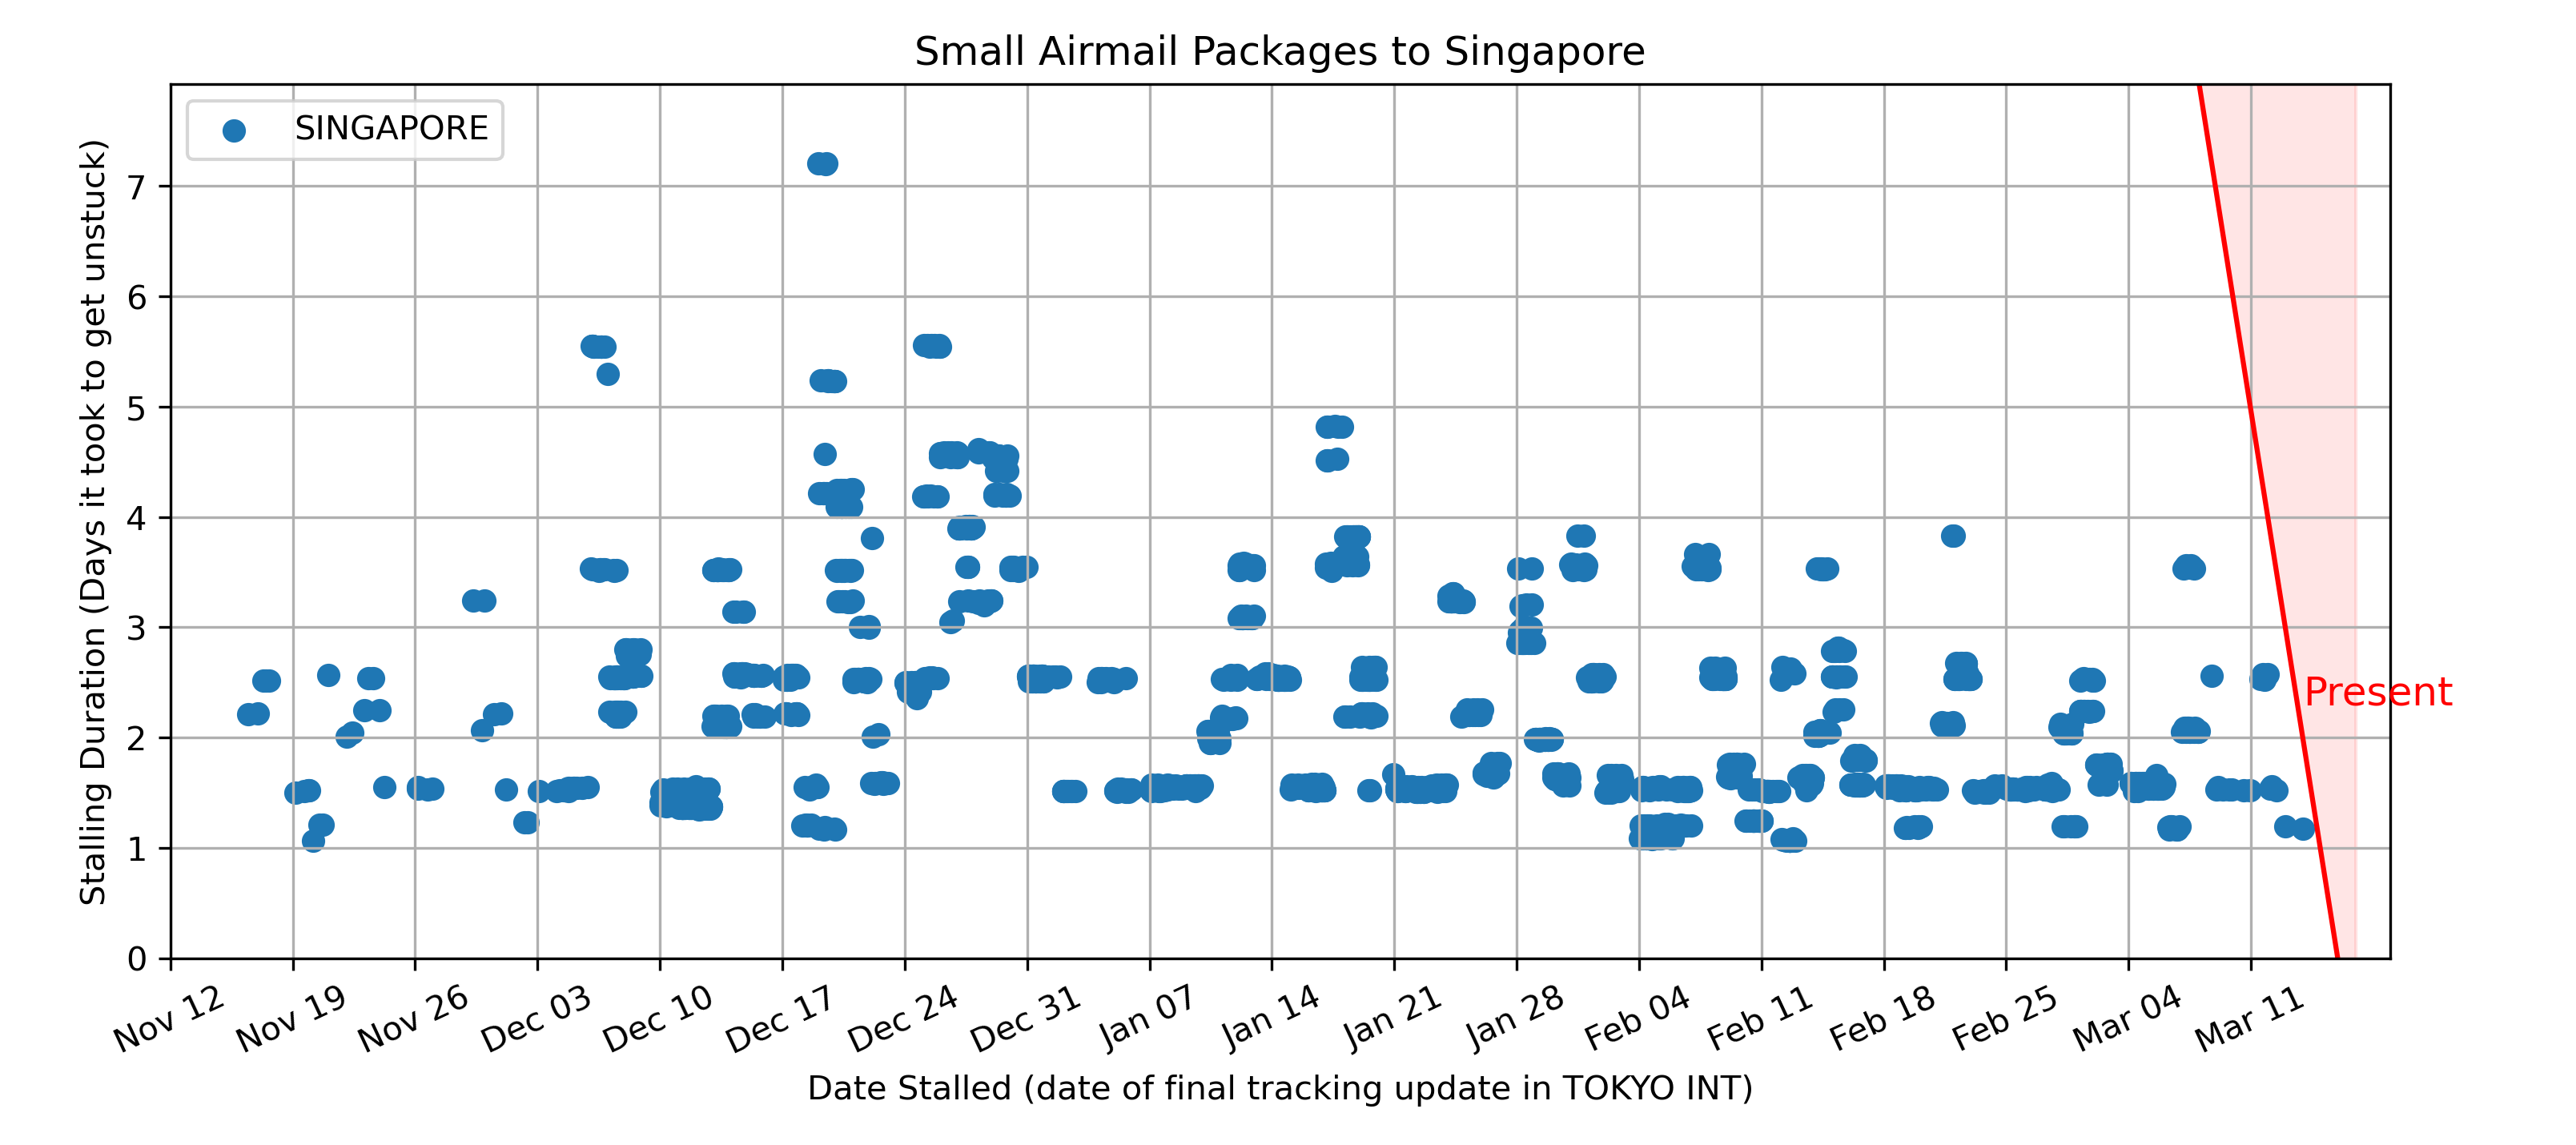 Small Airmail Packages to Singapore
SINGAPORE
Stalling Duration (Days it took to get unstuck)
7
6
5
4
3
2
1
0
Present
Nov 12
Nov 19
Nov 26
Dec 03
Dec 10
Dec 17
Dec 24
Dec 31
Jan 07
Jan 14
Jan 21
Jan 28
Feb 04
Feb 11
Feb 18
Feb 25
Mar 04
Mar 11
Date Stalled (date of final tracking update in TOKYO INT)